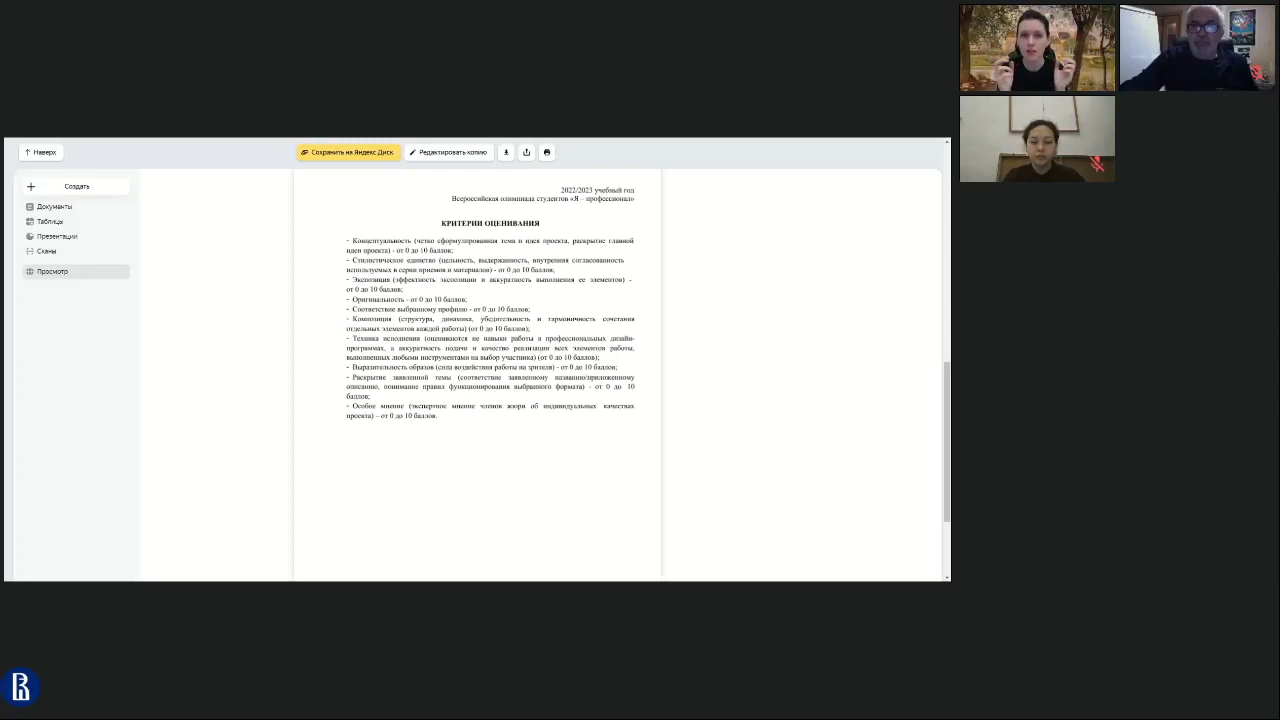 Наверх
Сохранить на Яндекс Диск
Редактировать копию
Создать
Документы
Таблицы
Презентации
Сканы
Просмотр
2022/2023 учебный год
Всероссийская олимпиада студентов «Я – профессионал»
КРИТЕРИИ ОЦЕНИВАНИЯ
- Концептуальность (четко сформулированная тема и идея проекта, раскрытие главной
идеи проекта) - от 0 до 10 баллов;
- Стилистическое единство (цельность, выдержанность, внутренняя согласованность
используемых в серии приемов и материалов) - от 0 до 10 баллов;
- Экспозиция (эффектность экспозиции и аккуратность выполнения ее элементов) -
от 0 до 10 баллов;
- Оригинальность - от 0 до 10 баллов;
- Соответствие выбранному профилю - от 0 до 10 баллов;
- Композиция (структура, динамика, убедительность и гармоничность сочетания
отдельных элементов каждой работы) (от 0 до 10 баллов);
- Техника исполнения (оцениваются не навыки работы в профессиональных дизайн-
программах, а аккуратность подачи и качество реализации всех элементов работы,
выполненных любыми инструментами на выбор участника) (от 0 до 10 баллов);
- Выразительность образов (сила воздействия работы на зрителя) - от 0 до 10 баллов;
- Раскрытие заявленной темы (соответствие заявленному названию/приложенному
описанию, понимание правил функционирования выбранного формата) - от 0 до 10
баллов;
- Особое мнение (экспертное мнение членов жюри об индивидуальных качествах
проекта) – от 0 до 10 баллов.